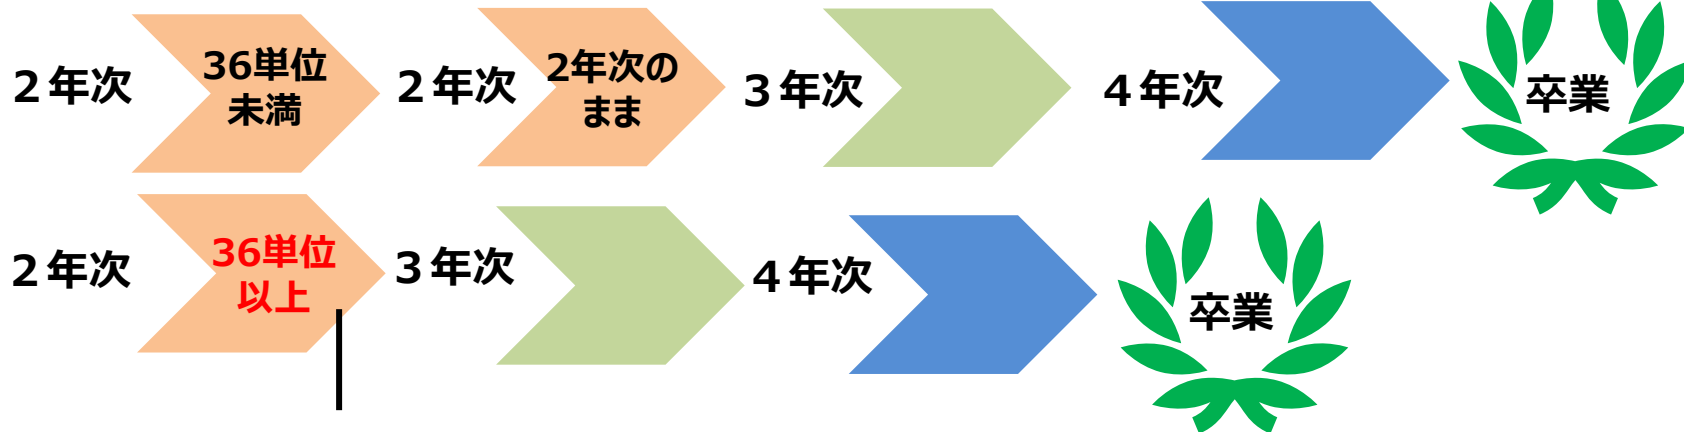 ２年次
36単位
未満
２年次
2年次の
まま
３年次
４年次
卒業
２年次
36単位
以上
３年次
４年次
卒業